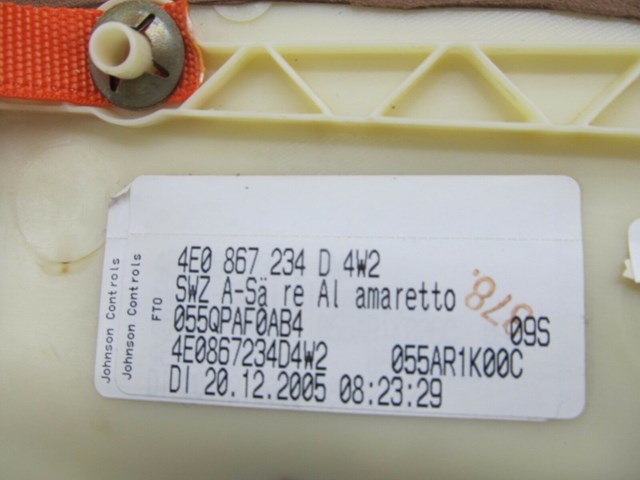 4E0 867 234 D 4W2
SWZ A-Sä re Al amaretto
055QPAF0AB4 09S
4E0867234D4W2 055AR1K00C
DI 20.12.2005 08:23:29
Johnson Controls
Johnson Controls
FTO
878.